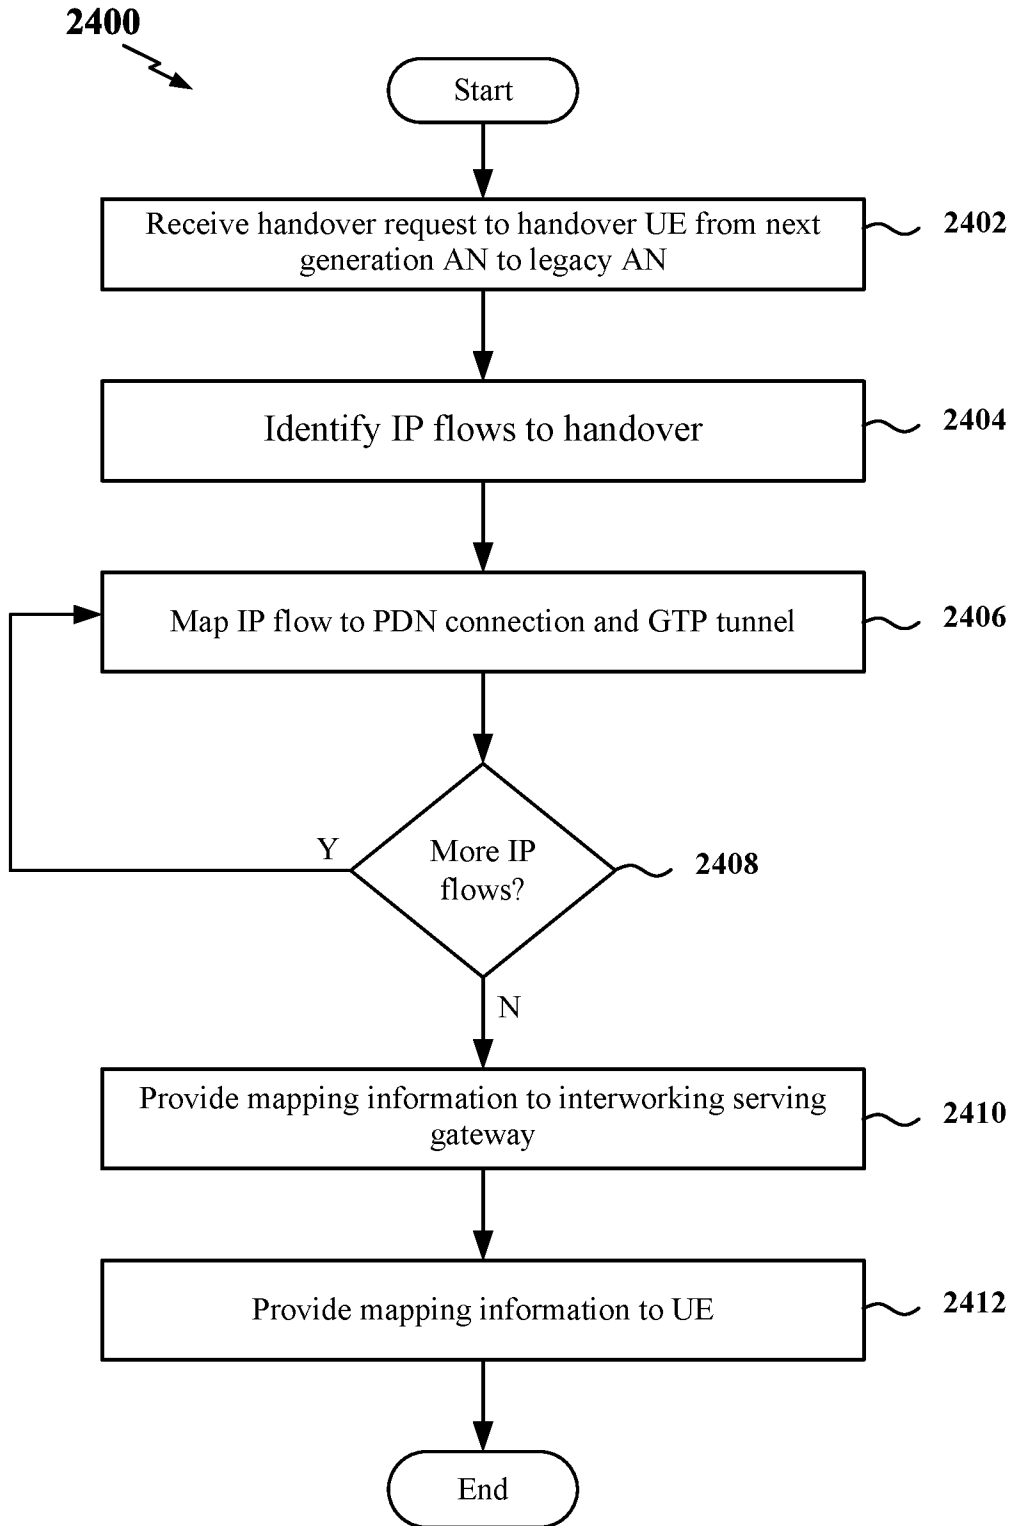 2400
Start
Receive handover request to handover UE from next
generation AN to legacy AN
2402
Identify IP flows to handover
2404
Map IP flow to PDN connection and GTP tunnel
2406
Y
More IP
flows?
2408
N
Provide mapping information to interworking serving
gateway
2410
Provide mapping information to UE
2412
End